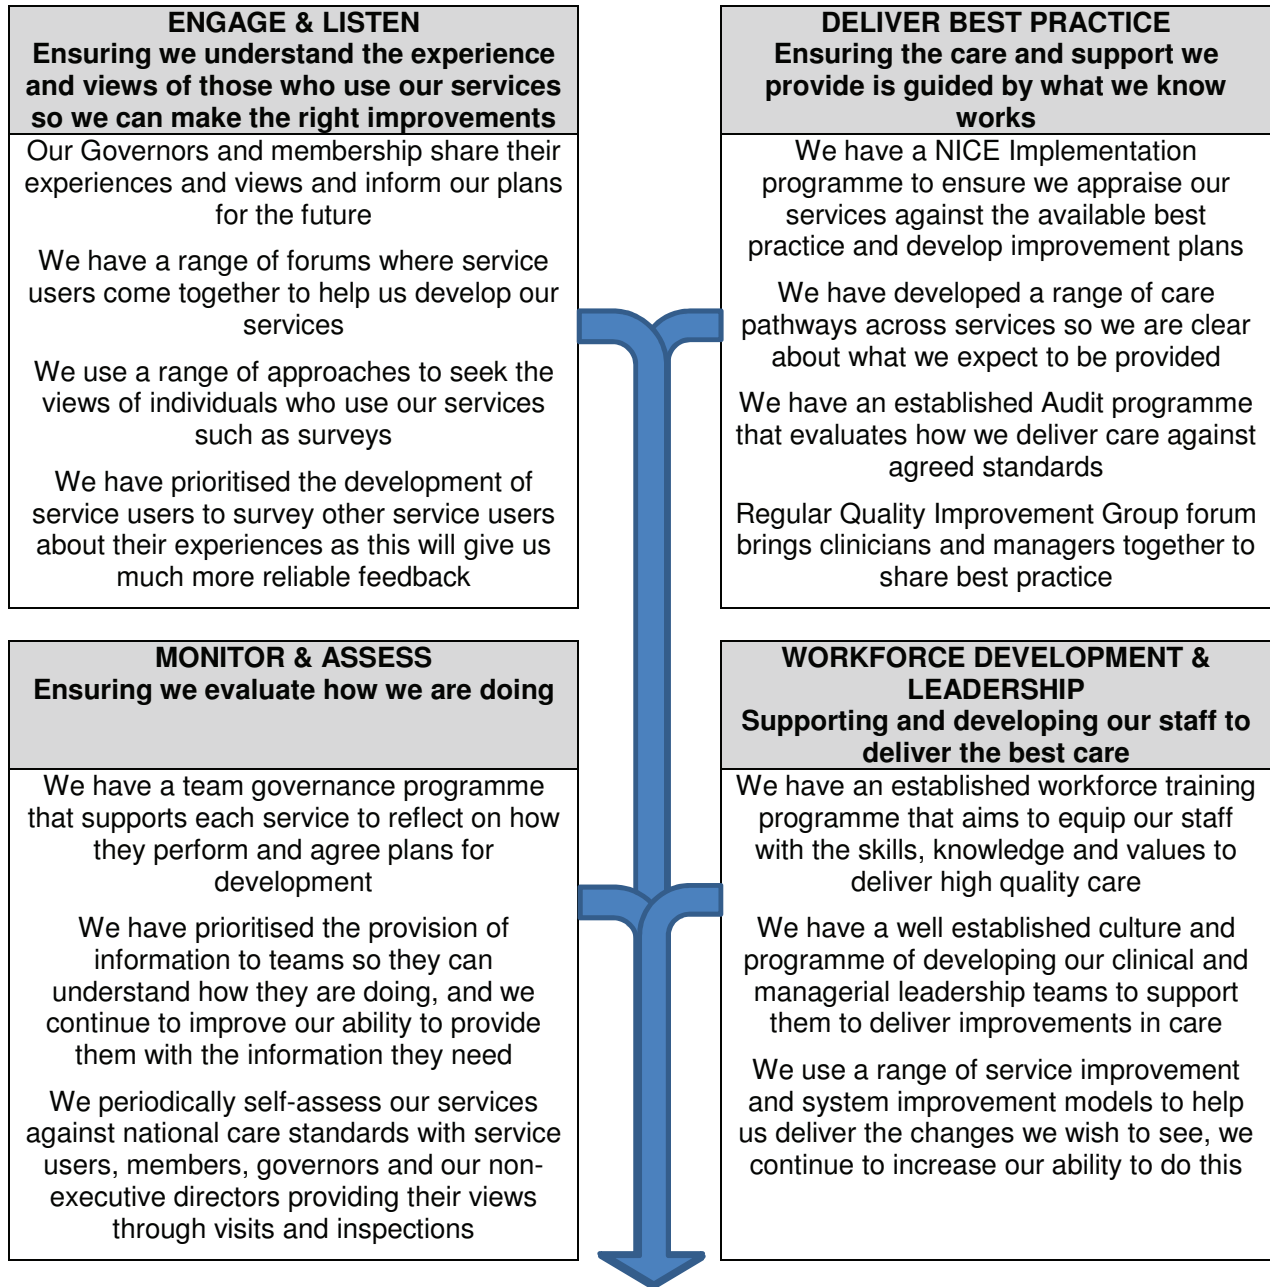 ENGAGE & LISTEN
Ensuring we understand the experience
and views of those who use our services
so we can make the right improvements
Our Governors and membership share their
experiences and views and inform our plans
for the future
We have a range of forums where service
users come together to help us develop our
services
We use a range of approaches to seek the
views of individuals who use our services
such as surveys
We have prioritised the development of
service users to survey other service users
about their experiences as this will give us
much more reliable feedback
DELIVER BEST PRACTICE
Ensuring the care and support we
provide is guided by what we know
works
We have a NICE Implementation
programme to ensure we appraise our
services against the available best
practice and develop improvement plans
We have developed a range of care
pathways across services so we are clear
about what we expect to be provided
We have an established Audit programme
that evaluates how we deliver care against
agreed standards
Regular Quality Improvement Group forum
brings clinicians and managers together to
share best practice
MONITOR & ASSESS
Ensuring we evaluate how we are doing
We have a team governance programme
that supports each service to reflect on how
they perform and agree plans for
development
We have prioritised the provision of
information to teams so they can
understand how they are doing, and we
continue to improve our ability to provide
them with the information they need
We periodically self-assess our services
against national care standards with service
users, members, governors and our non-
executive directors providing their views
through visits and inspections
WORKFORCE DEVELOPMENT &
LEADERSHIP
Supporting and developing our staff to
deliver the best care
We have an established workforce training
programme that aims to equip our staff
with the skills, knowledge and values to
deliver high quality care
We have a well established culture and
programme of developing our clinical and
managerial leadership teams to support
them to deliver improvements in care
We use a range of service improvement
and system improvement models to help
us deliver the changes we wish to see, we
continue to increase our ability to do this